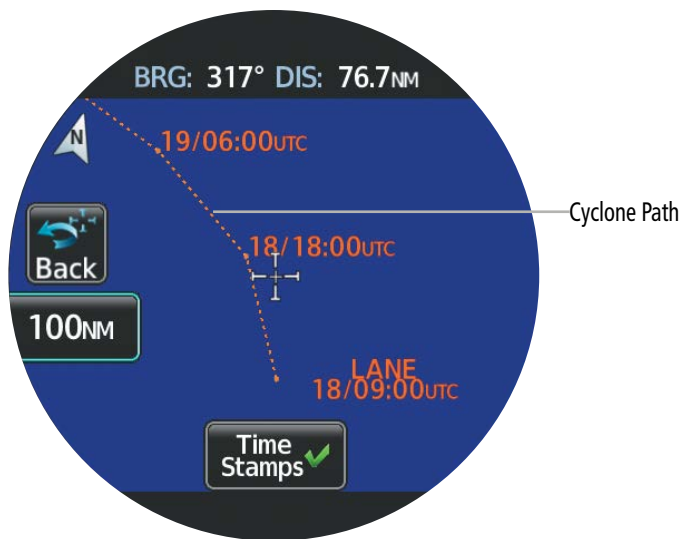 BRG: 317° DIS: 76.7NM
N
19/06:00UTC
Cyclone Path
Back
18/18:00UTC
100NM
LANE
18/09:00UTC
Time
Stamps